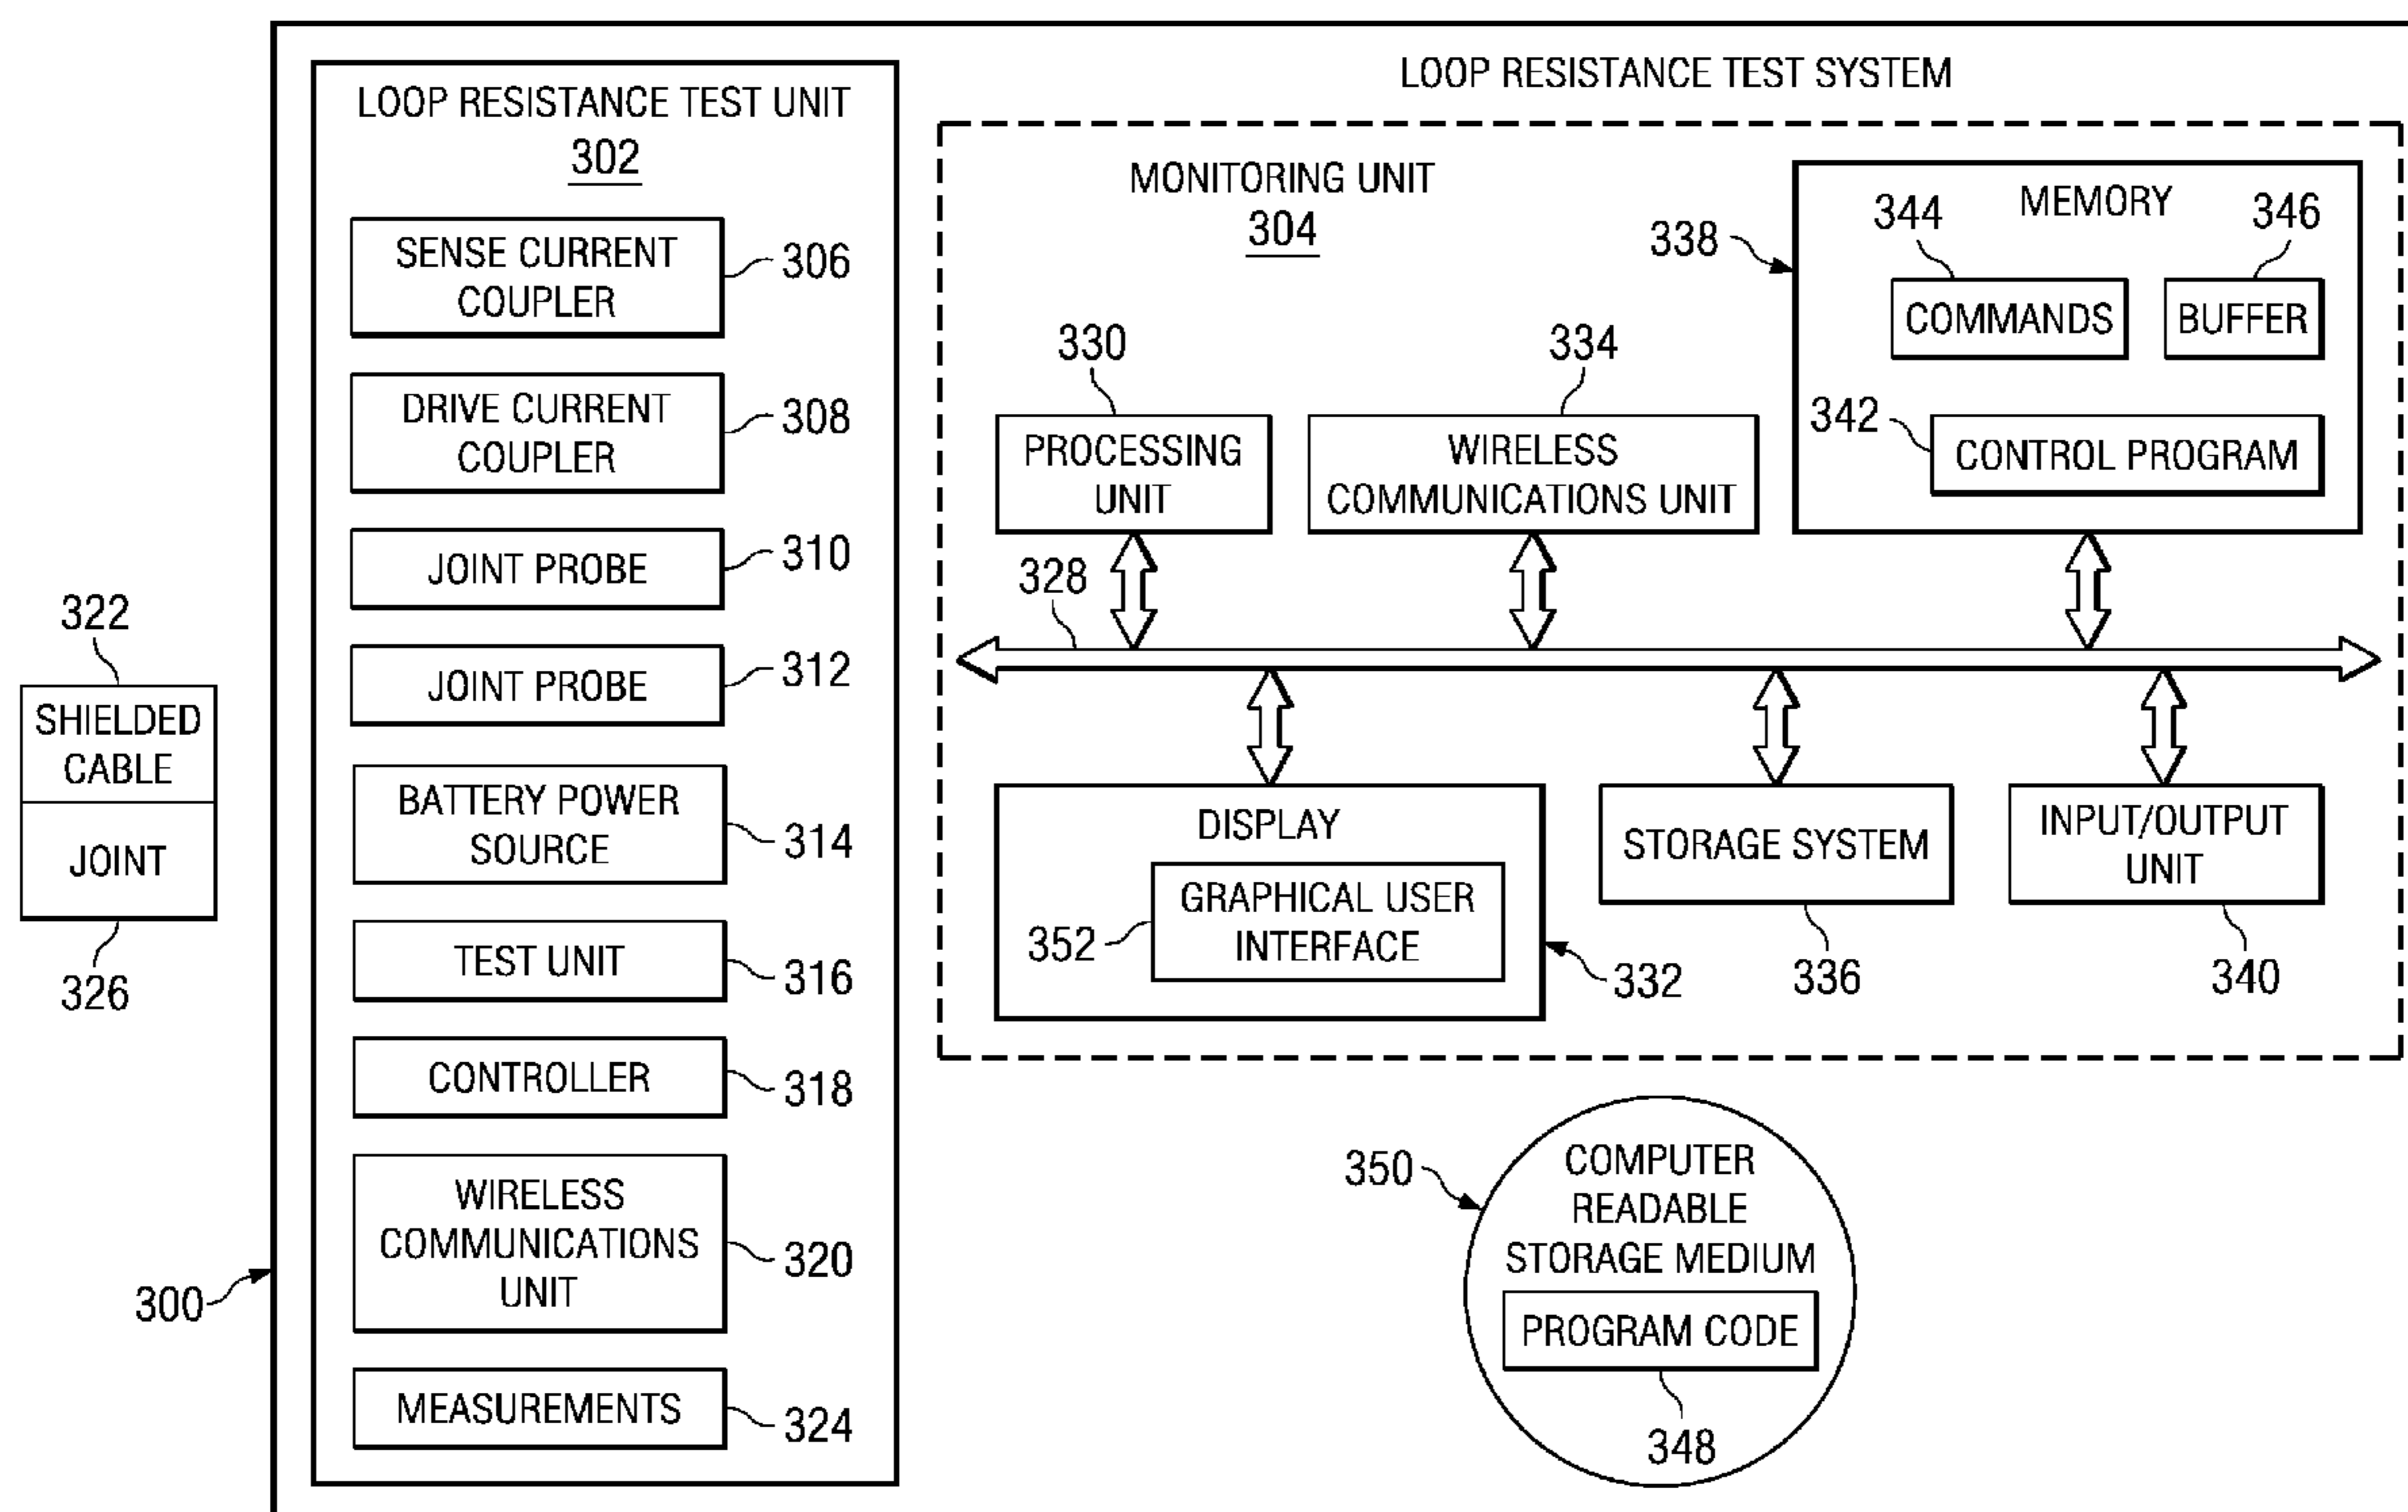 LOOP RESISTANCE TEST SYSTEM
LOOP RESISTANCE TEST UNIT
302
SENSE CURRENT
COUPLER
306
DRIVE CURRENT
COUPLER
308
JOINT PROBE
310
JOINT PROBE
312
BATTERY POWER
SOURCE
314
TEST UNIT
316
CONTROLLER
318
WIRELESS
COMMUNICATIONS
UNIT
320
MEASUREMENTS
324
322
SHIELDED
CABLE
JOINT
326
300
MONITORING UNIT
304
338
MEMORY
344
COMMANDS
346
BUFFER
342
CONTROL PROGRAM
330
PROCESSING
UNIT
334
WIRELESS
COMMUNICATIONS UNIT
328
DISPLAY
352
GRAPHICAL USER
INTERFACE
332
STORAGE SYSTEM
336
INPUT/OUTPUT
UNIT
340
350
COMPUTER
READABLE
STORAGE MEDIUM
PROGRAM CODE
348